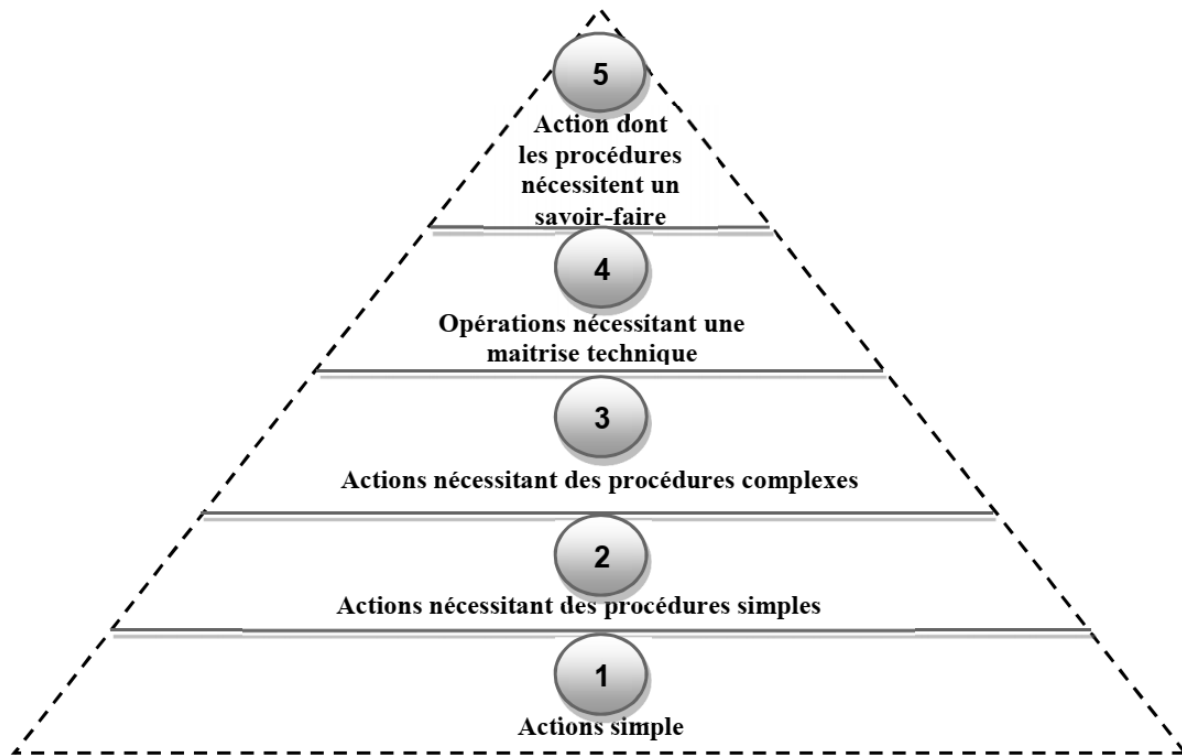 5
Action dont
les procédures
nécessitent un
savoir-faire
4
Opérations nécessitant une
maitrise technique
3
Actions nécessitant des procédures complexes
2
Actions nécessitant des procédures simples
1
Actions simple